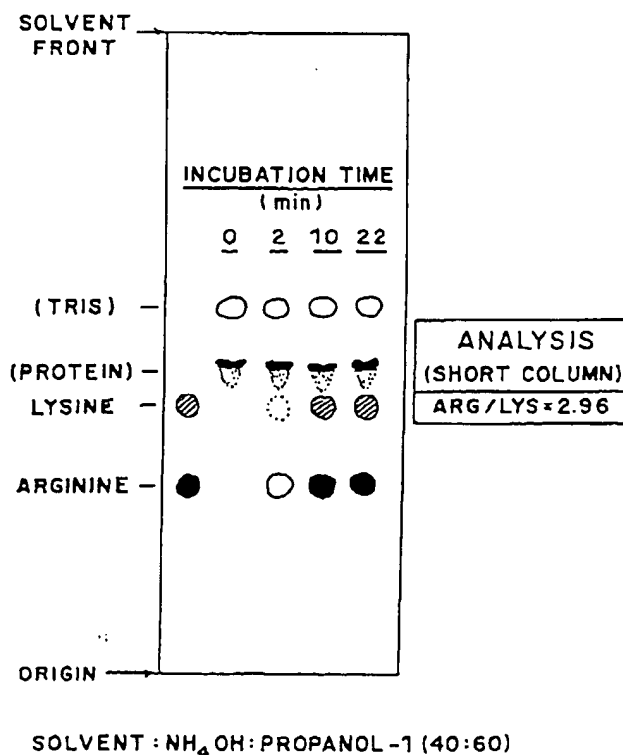 SOLVENT
FRONT
INCUBATION TIME
(min)
0 2 10 22
(TRIS)
(PROTEIN)
LYSINE
ARGININE
ANALYSIS
(SHORT COLUMN)
ARG/LYS=2.96
ORIGIN
SOLVENT : NH4OH: PROPANOL-1 (40:60)